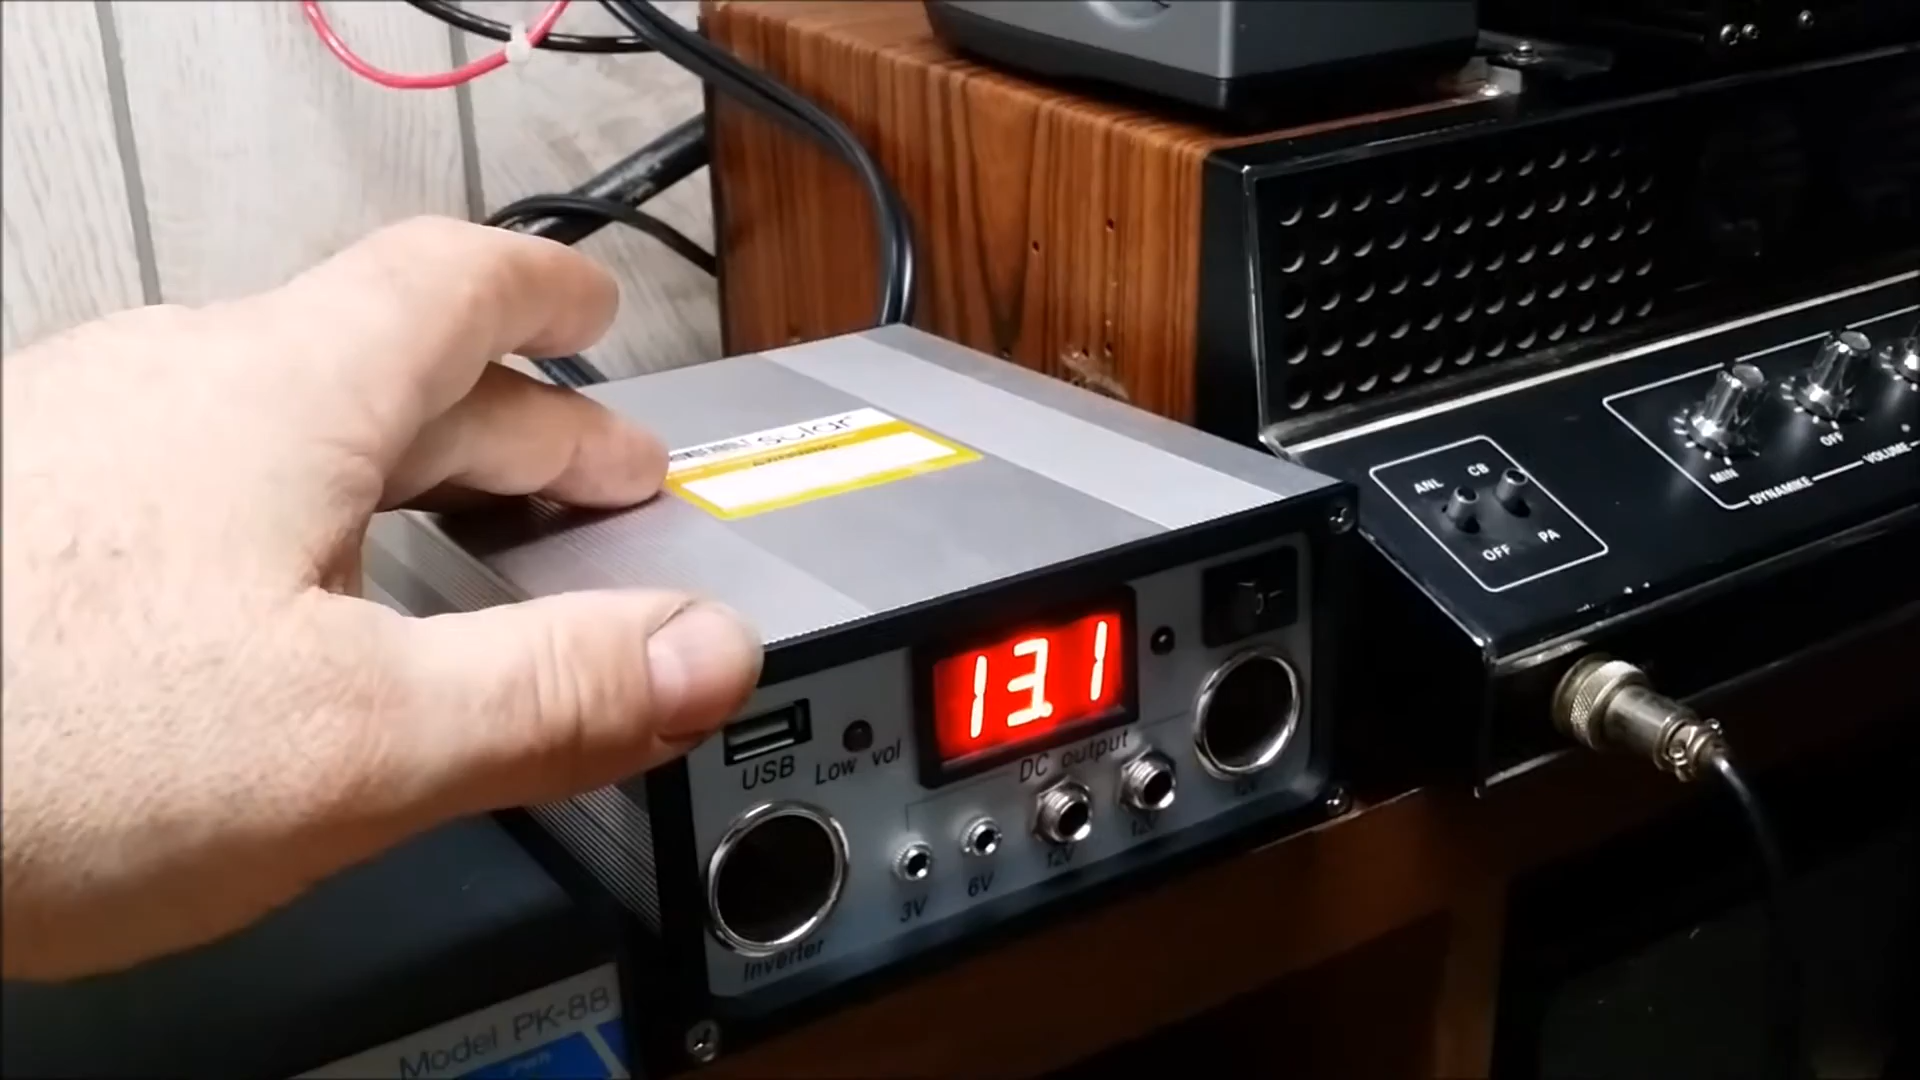 solar
13.1
USB
Low vol
DC output
3V
6V
12V
12V
12V
Inverter
Model PK-88
ANL
CB
OFF
PA
MIN
OFF
DYNAMIKE
VOLUME